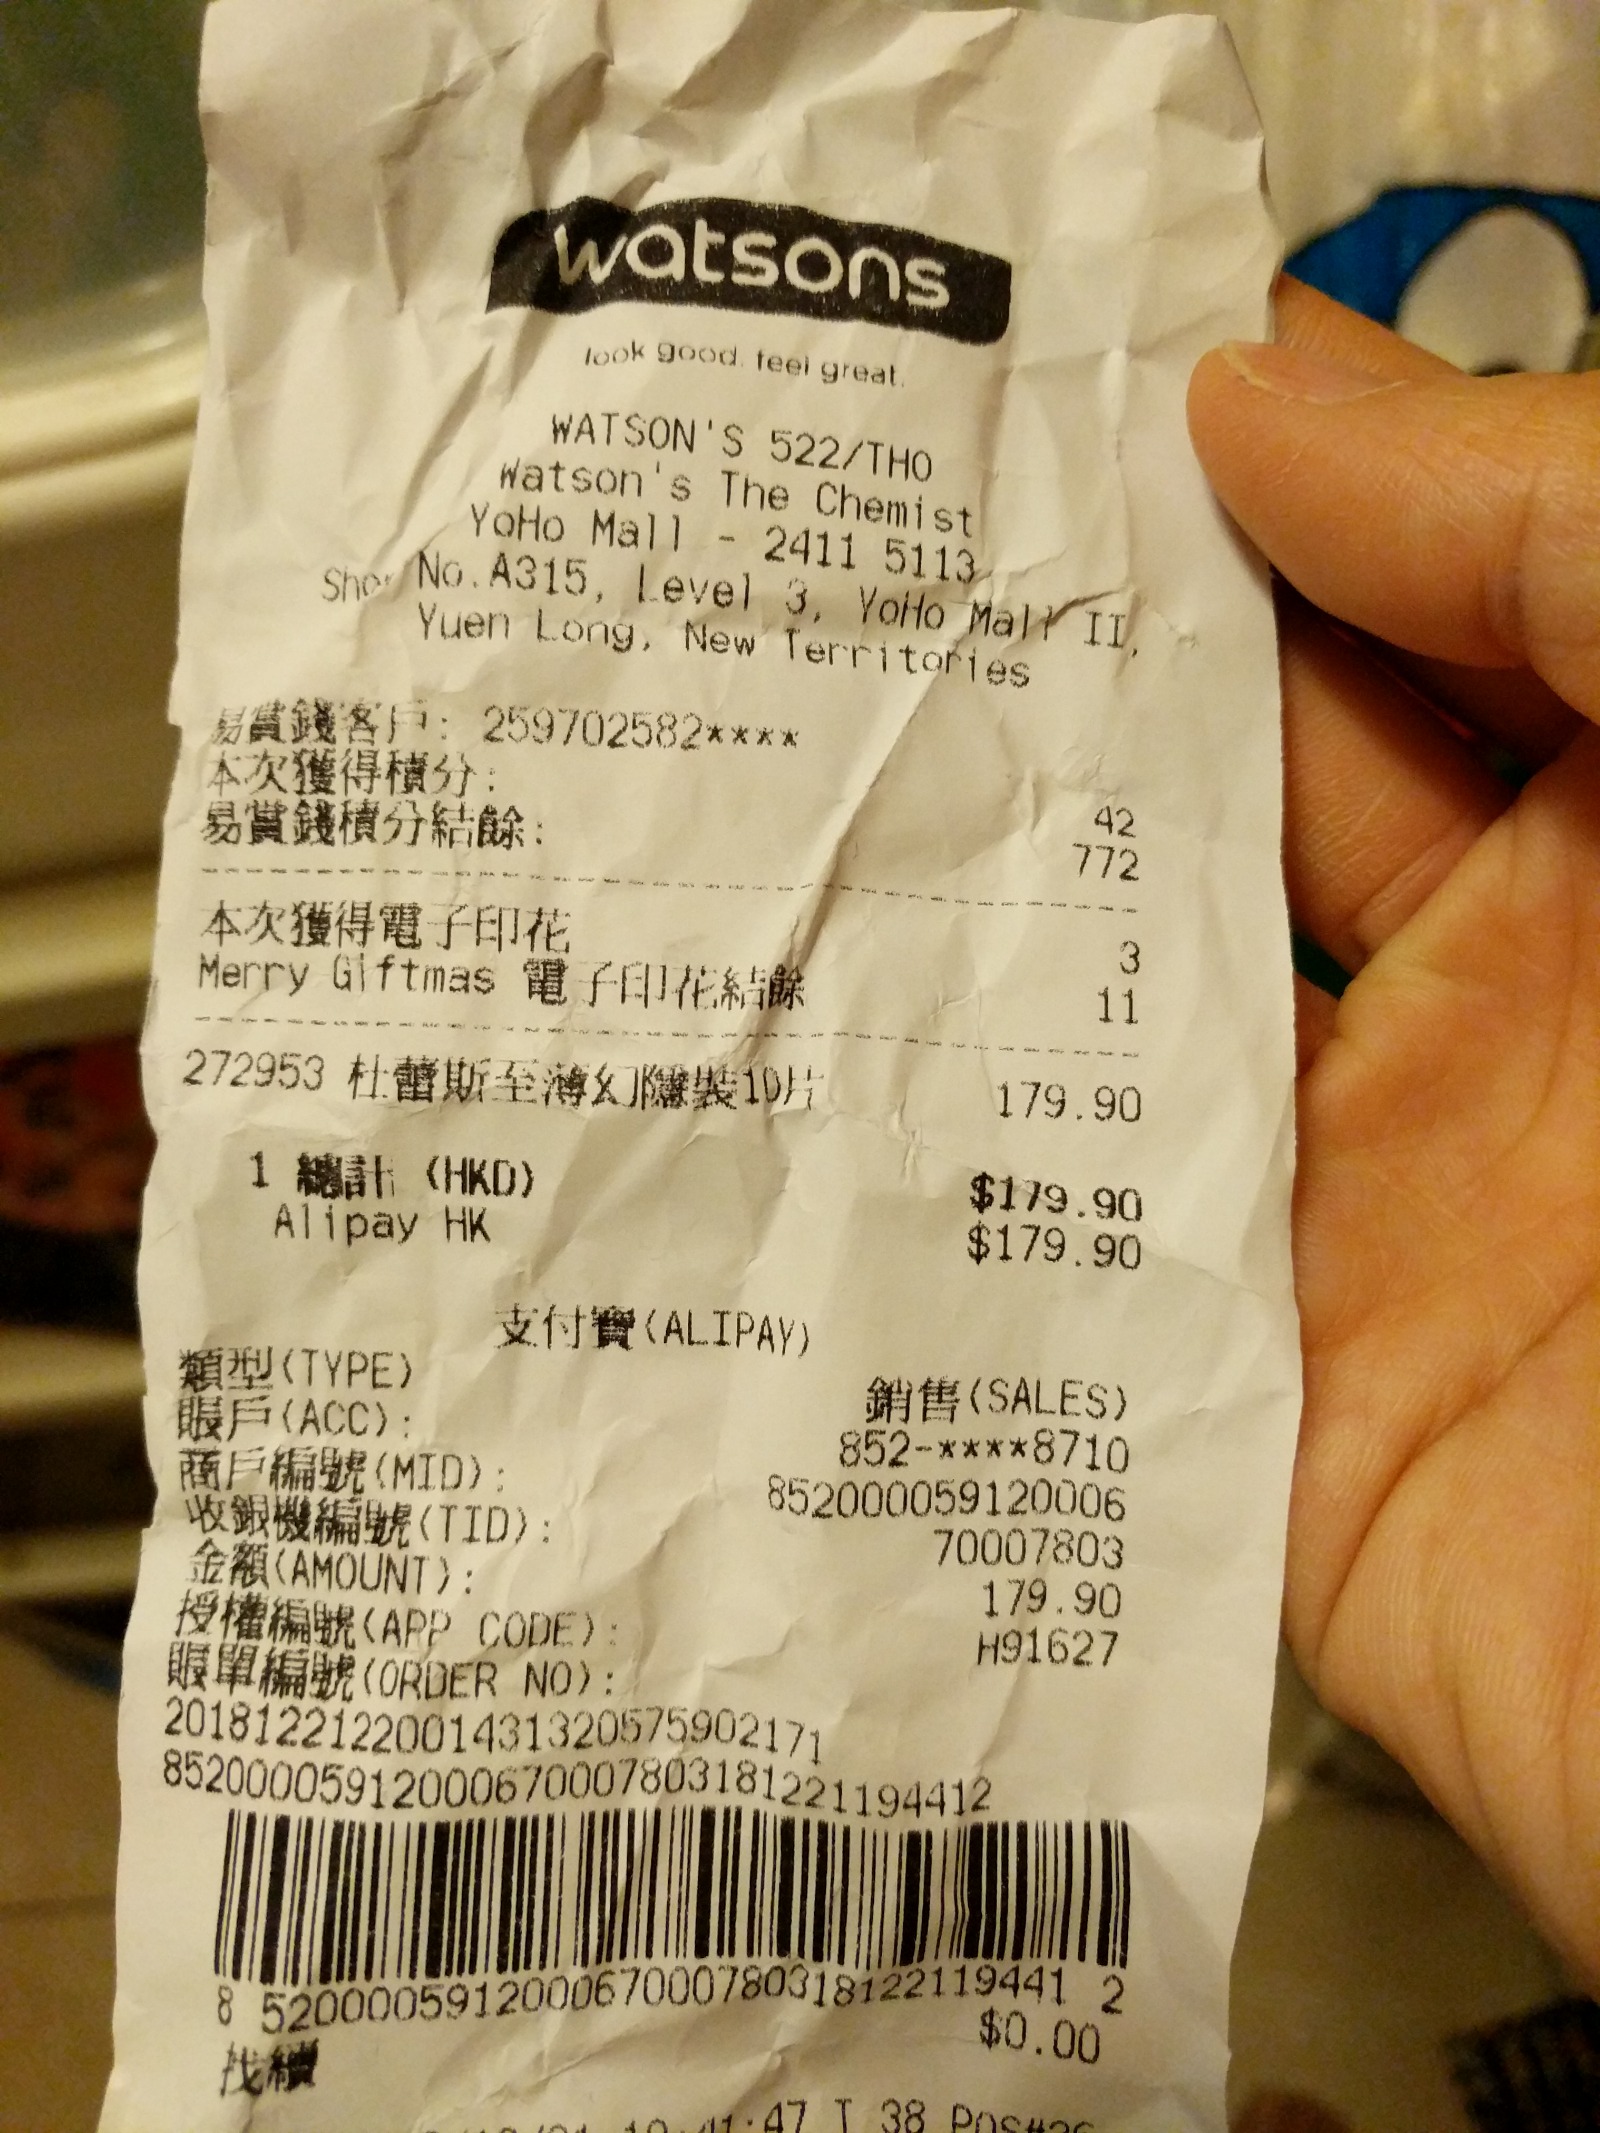 watsons
look good. feel great.
WATSON'S 522/THO
Watson's The Chemist
YoHo Mall - 2411 5113
Shop No.A315, Level 3, YoHo Mall II,
Yuen Long, New Territories
易賞錢客戶: 259702582****
本次獲得積分: 42
易賞錢積分結餘: 772
本次獲得電子印花 3
Merry Giftmas 電子印花結餘 11
272953 杜蕾斯至薄幻隱裝10片 179.90
1 總計 (HKD) $179.90
Alipay HK $179.90
支付寶(ALIPAY)
類型(TYPE) 銷售(SALES)
賬戶(ACC): 852-****8710
商戶編號(MID): 852000059120006
收銀機編號(TID): 70007803
金額(AMOUNT): 179.90
授權編號(APP CODE): H91627
賬單編號(ORDER NO):
2018122122001431320575902171
852000059120006700078031812211944​12
8 520000591200067000780318122119441 2
找續 $0.00
:47 T 38